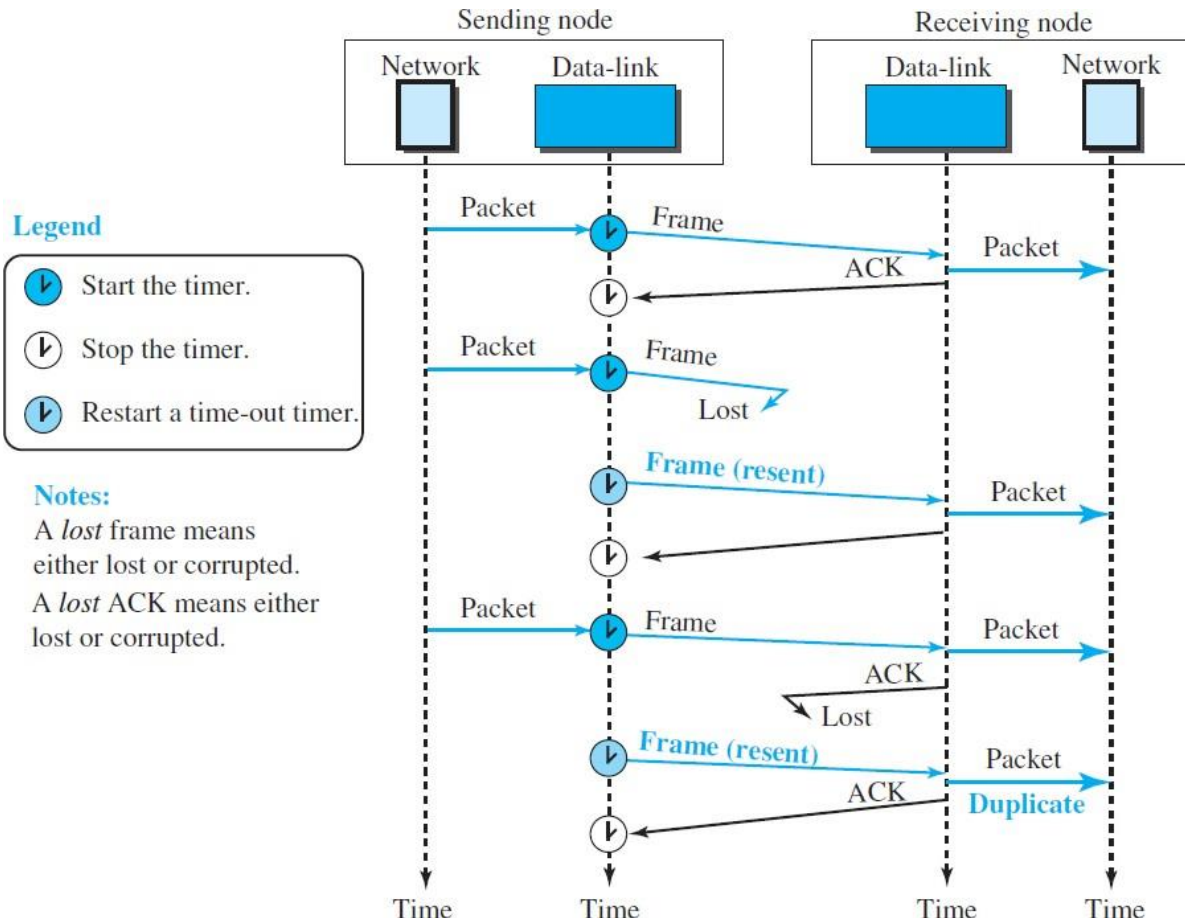 Sending node
Receiving node
Network
Data-link
Data-link
Network
Legend
Start the timer.
Stop the timer.
Restart a time-out timer.
Notes:
A lost frame means
either lost or corrupted.
A lost ACK means either
lost or corrupted.
Packet
Frame
Packet
ACK
Packet
Frame
Lost
Frame (resent)
Packet
Packet
Frame
Packet
ACK
Lost
Frame (resent)
Packet
ACK
Duplicate
Time
Time
Time
Time